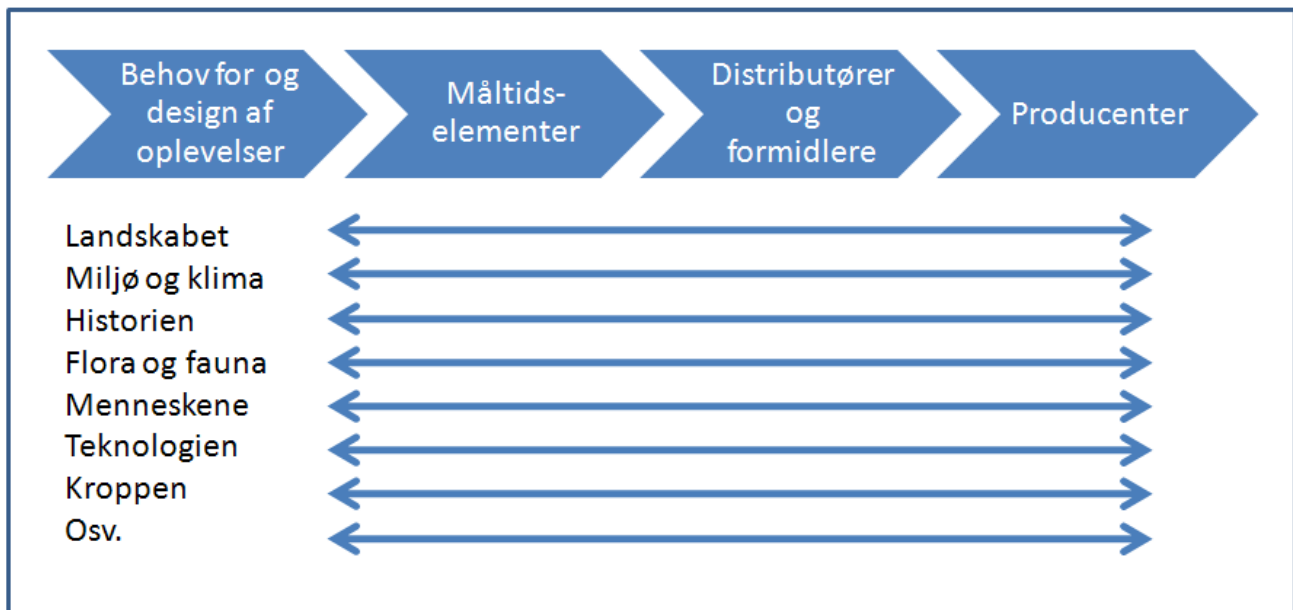 Behov for og
design af
oplevelser
Måltids-
elementer
Distributører
og
formidlere
Producenter
Landskabet
Miljø og klima
Historien
Flora og fauna
Menneskene
Teknologien
Kroppen
Osv.